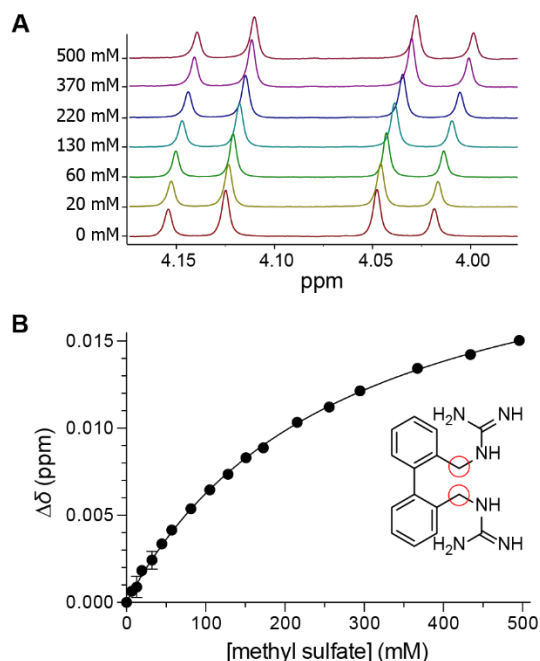 A
500 mM
370 mM
220 mM
130 mM
60 mM
20 mM
0 mM
4.15 4.10 4.05 4.00
ppm
B
0.015
0.010
0.005
0.000
Δδ (ppm)
H₂N NH
NH
NH
H₂N NH
0 100 200 300 400 500
[methyl sulfate] (mM)